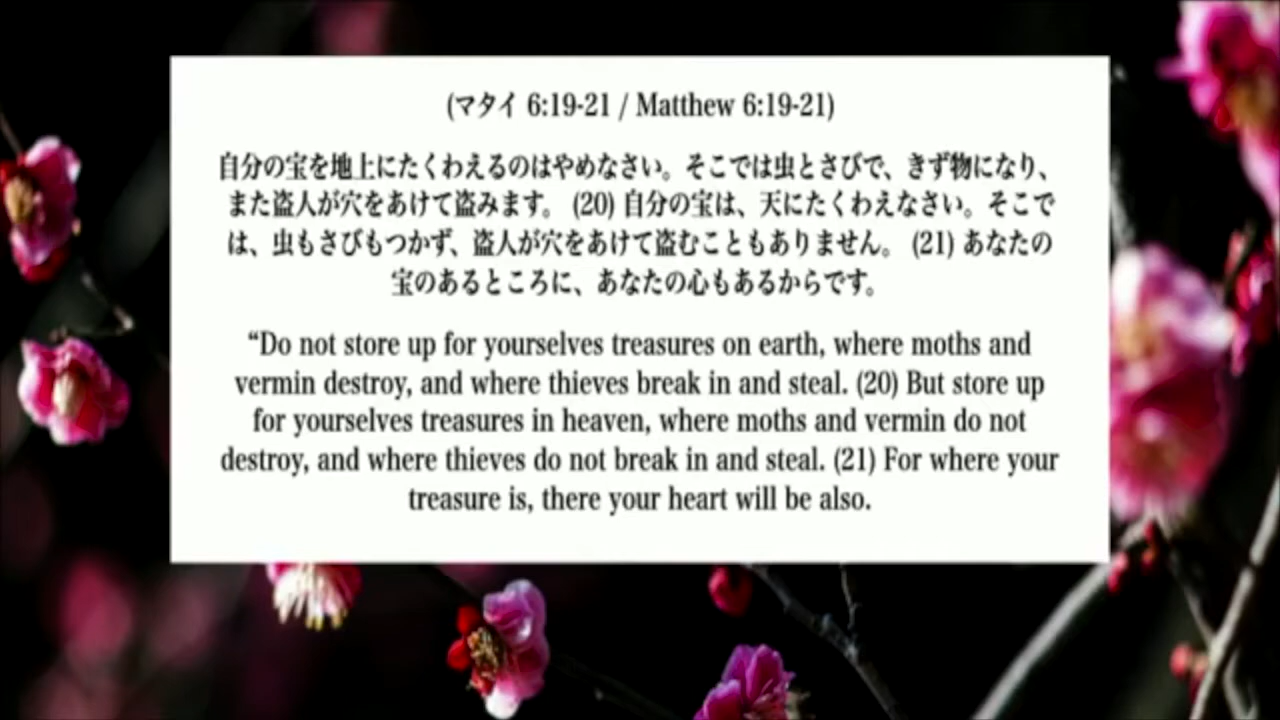 (マタイ 6:19-21 / Matthew 6:19-21)
自分の宝を地上にたくわえるのはやめなさい。そこでは虫とさびで、きず物になり、
また盗人が穴をあけて盗みます。 (20) 自分の宝は、天にたくわえなさい。そこで
は、虫もさびもつかず、盗人が穴をあけて盗むこともありません。 (21) あなたの
宝のあるところに、あなたの心もあるからです。
“Do not store up for yourselves treasures on earth, where moths and
vermin destroy, and where thieves break in and steal. (20) But store up
for yourselves treasures in heaven, where moths and vermin do not
destroy, and where thieves do not break in and steal. (21) For where your
treasure is, there your heart will be also.